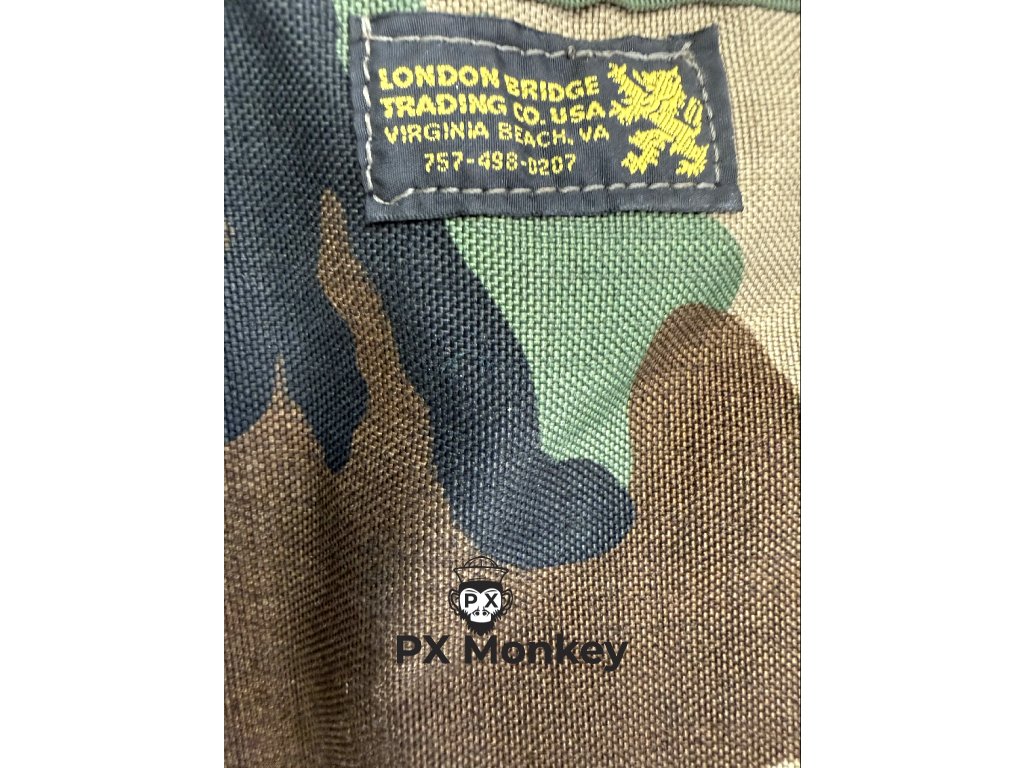 LONDON BRIDGE
TRADING CO. USA
VIRGINIA BEACH, VA
757-498-0207
PX
PX Monkey